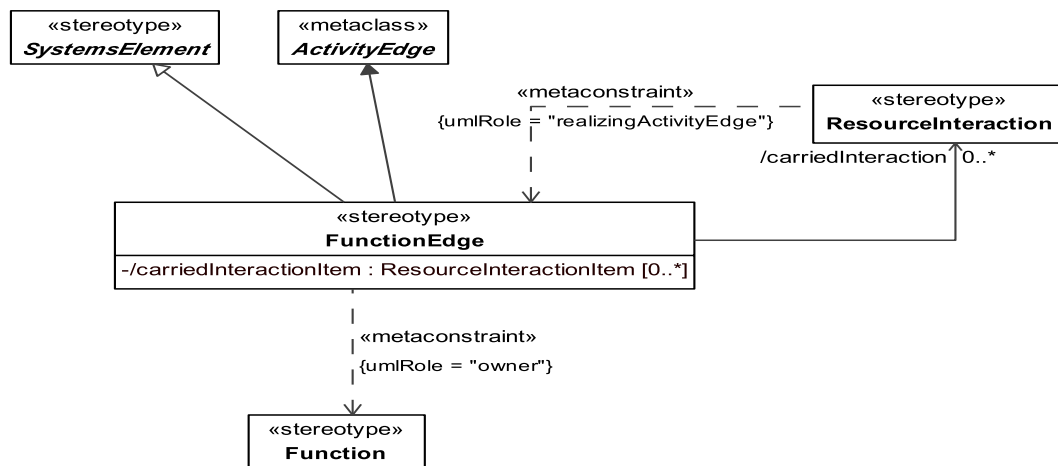 «stereotype»
SystemsElement
«metaclass»
ActivityEdge
«metaconstraint»
{umlRole = "realizingActivityEdge"}
«stereotype»
ResourceInteraction
/carriedInteraction 0..*
«stereotype»
FunctionEdge
-/carriedInteractionItem : ResourceInteractionItem [0..*]
«metaconstraint»
{umlRole = "owner"}
«stereotype»
Function